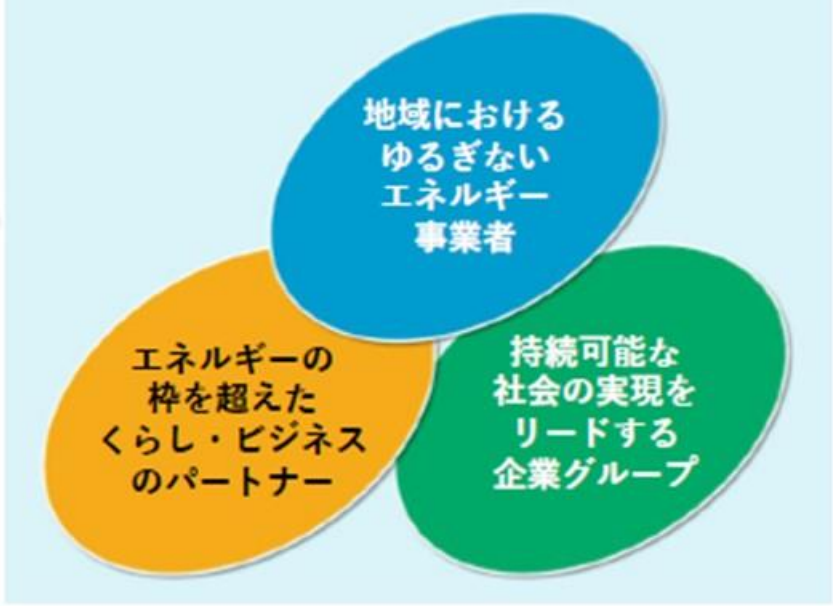 地域における
ゆるぎない
エネルギー
事業者
エネルギーの
枠を超えた
くらし・ビジネス
のパートナー
持続可能な
社会の実現を
リードする
企業グループ